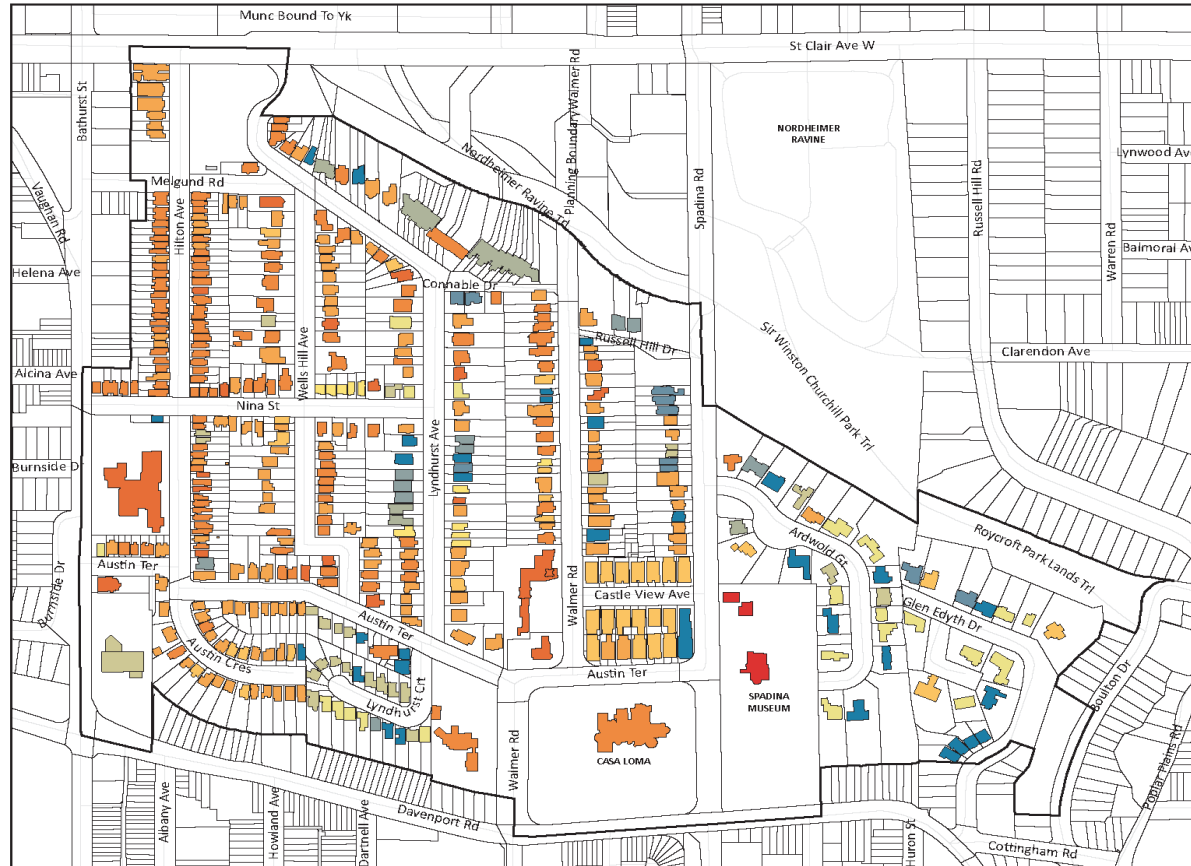 Munc Bound To Yk
St Clair Ave W
Bathurst St
Planning Boundary
Walmer Rd
Spadina Rd
NORDHEIMER
RAVINE
Russell Hill Rd
Warren Rd
Lynwood Ave
Vaughan Rd
Melgund Rd
Hilton Ave
Nordheimer Ravine Trl
Helena Ave
Balmoral Av
Connable Dr
Wells Hill Ave
Russell Hill Dr
Sir Winston Churchill Park Trl
Clarendon Ave
Alcina Ave
Nina St
Lyndhurst Ave
Burnside Dr
Ardwold Gat
Roycroft Park Lands Trl
Austin Ter
Burnside Dr
Walmer Rd
Castle View Ave
Glen Edyth Dr
Austin Ter
Austin Cres
Lyndhurst Crt
Austin Ter
SPADINA
MUSEUM
Boulton Dr
Poplar Plains Rd
Walmer Rd
CASA LOMA
Albany Ave
Howland Ave
Dartnell Ave
Davenport Rd
Huron St
Cottingham Rd